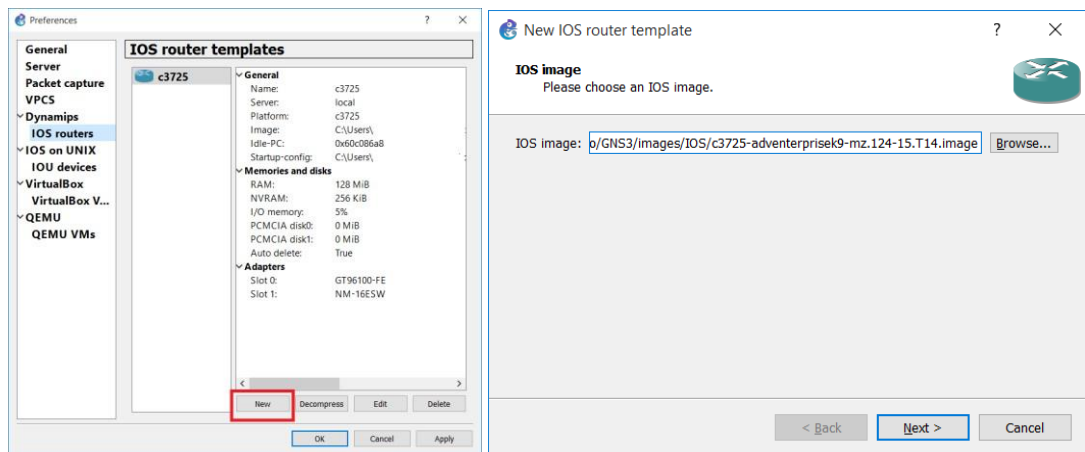 Preferences
General
Server
Packet capture
VPCS
Dynamips
IOS routers
IOS on UNIX
IOU devices
VirtualBox
VirtualBox V...
QEMU
QEMU VMs
IOS router templates
c3725
General
Name: c3725
Server: local
Platform: c3725
Image: C:\Users\
Idle-PC: 0x60c086a8
Startup-config: C:\Users\
Memories and disks
RAM: 128 MiB
NVRAM: 256 KiB
I/O memory: 5%
PCMCIA disk0: 0 MiB
PCMCIA disk1: 0 MiB
Auto delete: True
Adapters
Slot 0: GT96100-FE
Slot 1: NM-16ESW
New Decompress Edit Delete
OK Cancel Apply
New IOS router template
IOS image
Please choose an IOS image.
IOS image: o/GNS3/images/IOS/c3725-adventerprisek9-mz.124-15.T14.image Browse...
< Back Next > Cancel